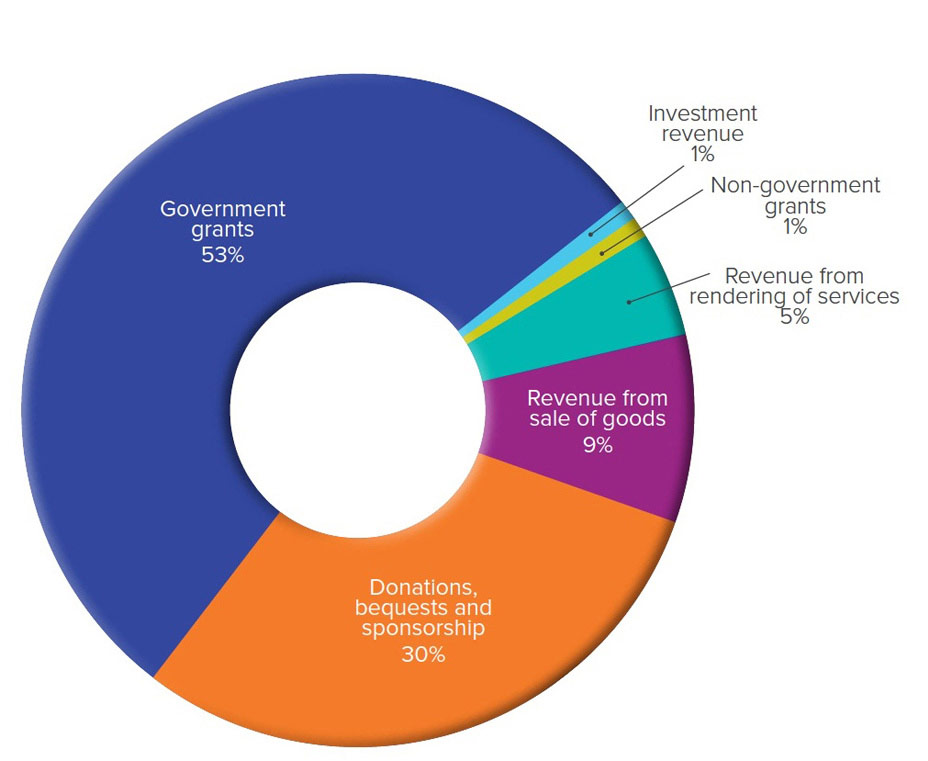 Investment
revenue
1%
Non-government
grants
1%
Government
grants
53%
Revenue from
rendering of services
5%
Revenue from
sale of goods
9%
Donations,
bequests and
sponsorship
30%